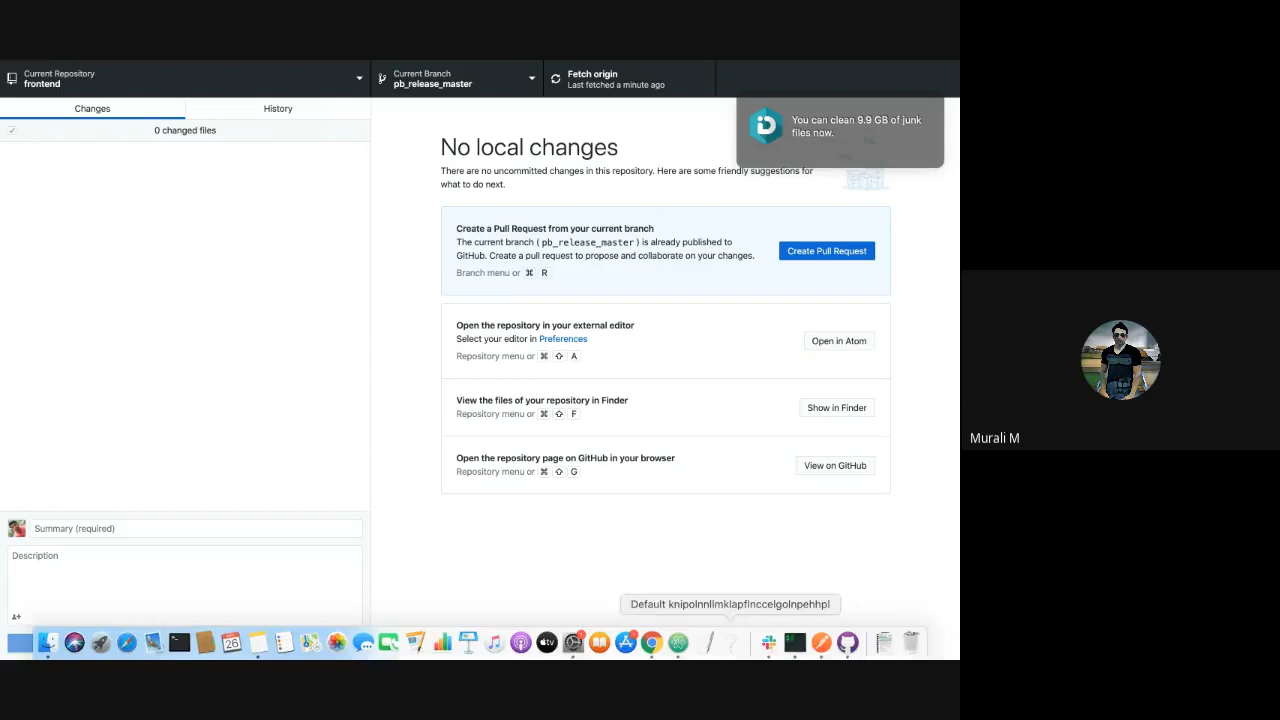 Current Repository
frontend
Current Branch
pb_release_master
Fetch origin
Last fetched a minute ago
Changes
History
0 changed files
You can clean 9.9 GB of junk
files now.
No local changes
There are no uncommitted changes in this repository. Here are some friendly suggestions for
what to do next.
Create a Pull Request from your current branch
The current branch ( pb_release_master ) is already published to
GitHub. Create a pull request to propose and collaborate on your changes.
Branch menu or ⌘ R
Create Pull Request
Open the repository in your external editor
Select your editor in Preferences
Repository menu or ⌘ ⇧ A
Open in Atom
View the files of your repository in Finder
Repository menu or ⌘ ⇧ F
Show in Finder
Open the repository page on GitHub in your browser
Repository menu or ⌘ ⇧ G
View on GitHub
Summary (required)
Description
Murali M
26
tv